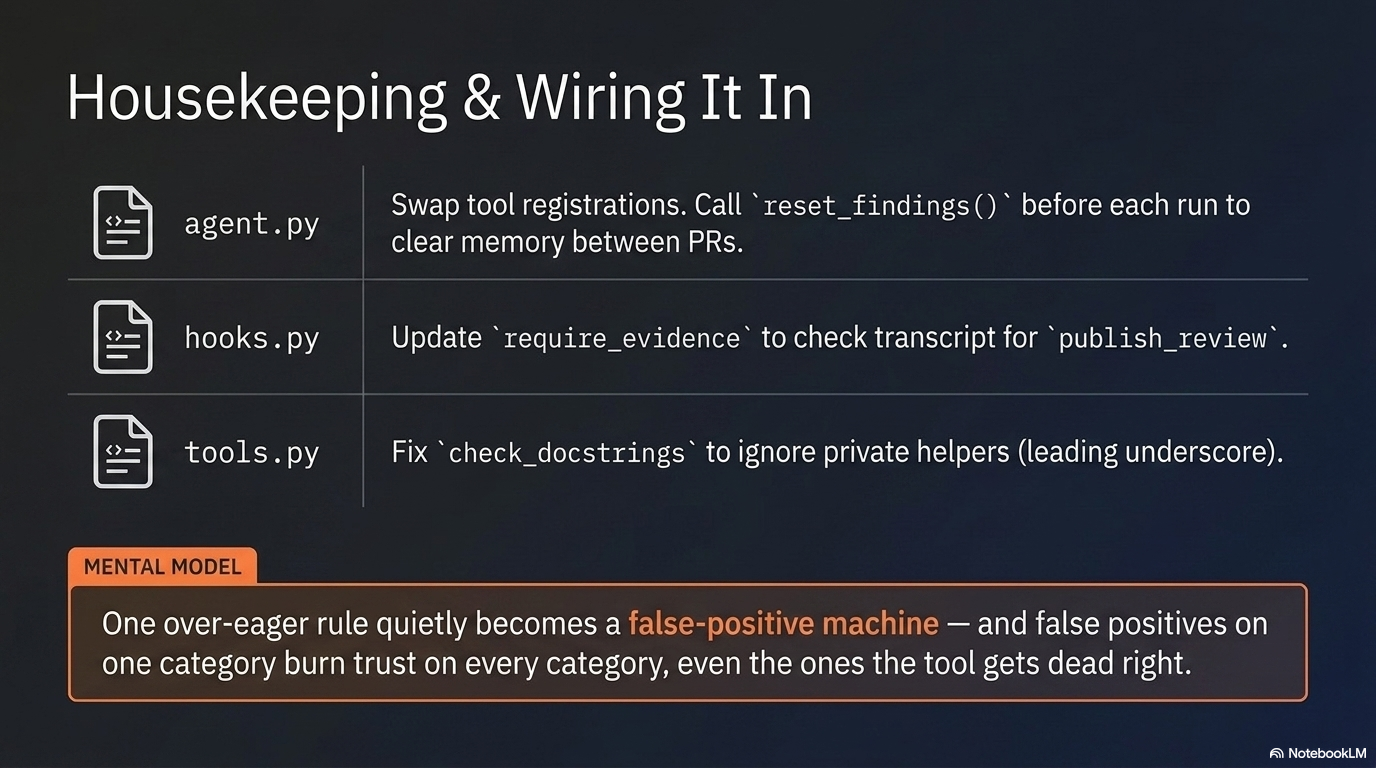 Housekeeping & Wiring It In
agent.py
Swap tool registrations. Call `reset_findings()` before each run to
clear memory between PRs.
hooks.py
Update `require_evidence` to check transcript for `publish_review`.
tools.py
Fix `check_docstrings` to ignore private helpers (leading underscore).
MENTAL MODEL
One over-eager rule quietly becomes a false-positive machine — and false positives on
one category burn trust on every category, even the ones the tool gets dead right.
NotebookLM